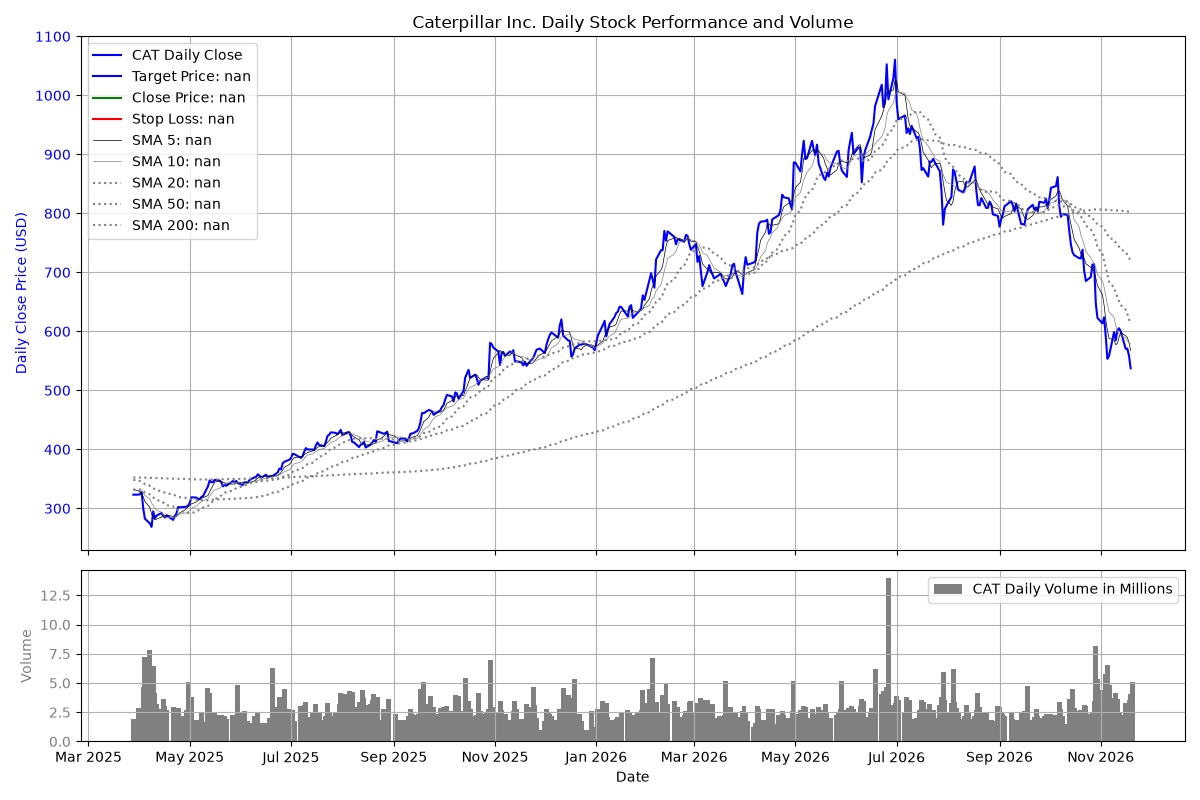 Caterpillar Inc. Daily Stock Performance and Volume
1100
1000
900
800
700
600
500
400
300
Daily Close Price (USD)
CAT Daily Close
Target Price: nan
Close Price: nan
Stop Loss: nan
SMA 5: nan
SMA 10: nan
SMA 20: nan
SMA 50: nan
SMA 200: nan
12.5
10.0
7.5
5.0
2.5
0.0
Volume
CAT Daily Volume in Millions
Mar 2025 May 2025 Jul 2025 Sep 2025 Nov 2025 Jan 2026 Mar 2026 May 2026 Jul 2026 Sep 2026 Nov 2026
Date